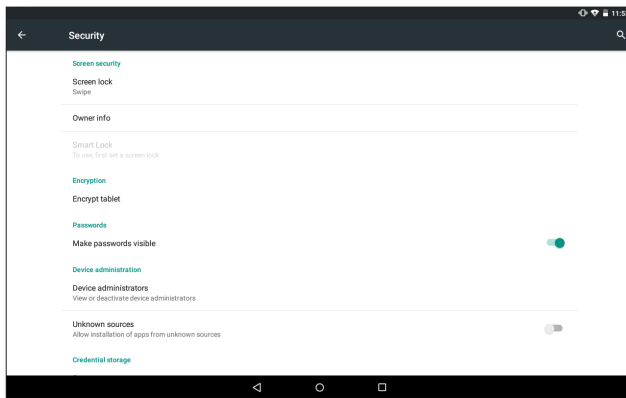 11:5
Security
Screen security
Screen lock
Swipe
Owner info
Smart Lock
To use, first set a screen lock
Encryption
Encrypt tablet
Passwords
Make passwords visible
Device administration
Device administrators
View or deactivate device administrators
Unknown sources
Allow installation of apps from unknown sources
Credential storage